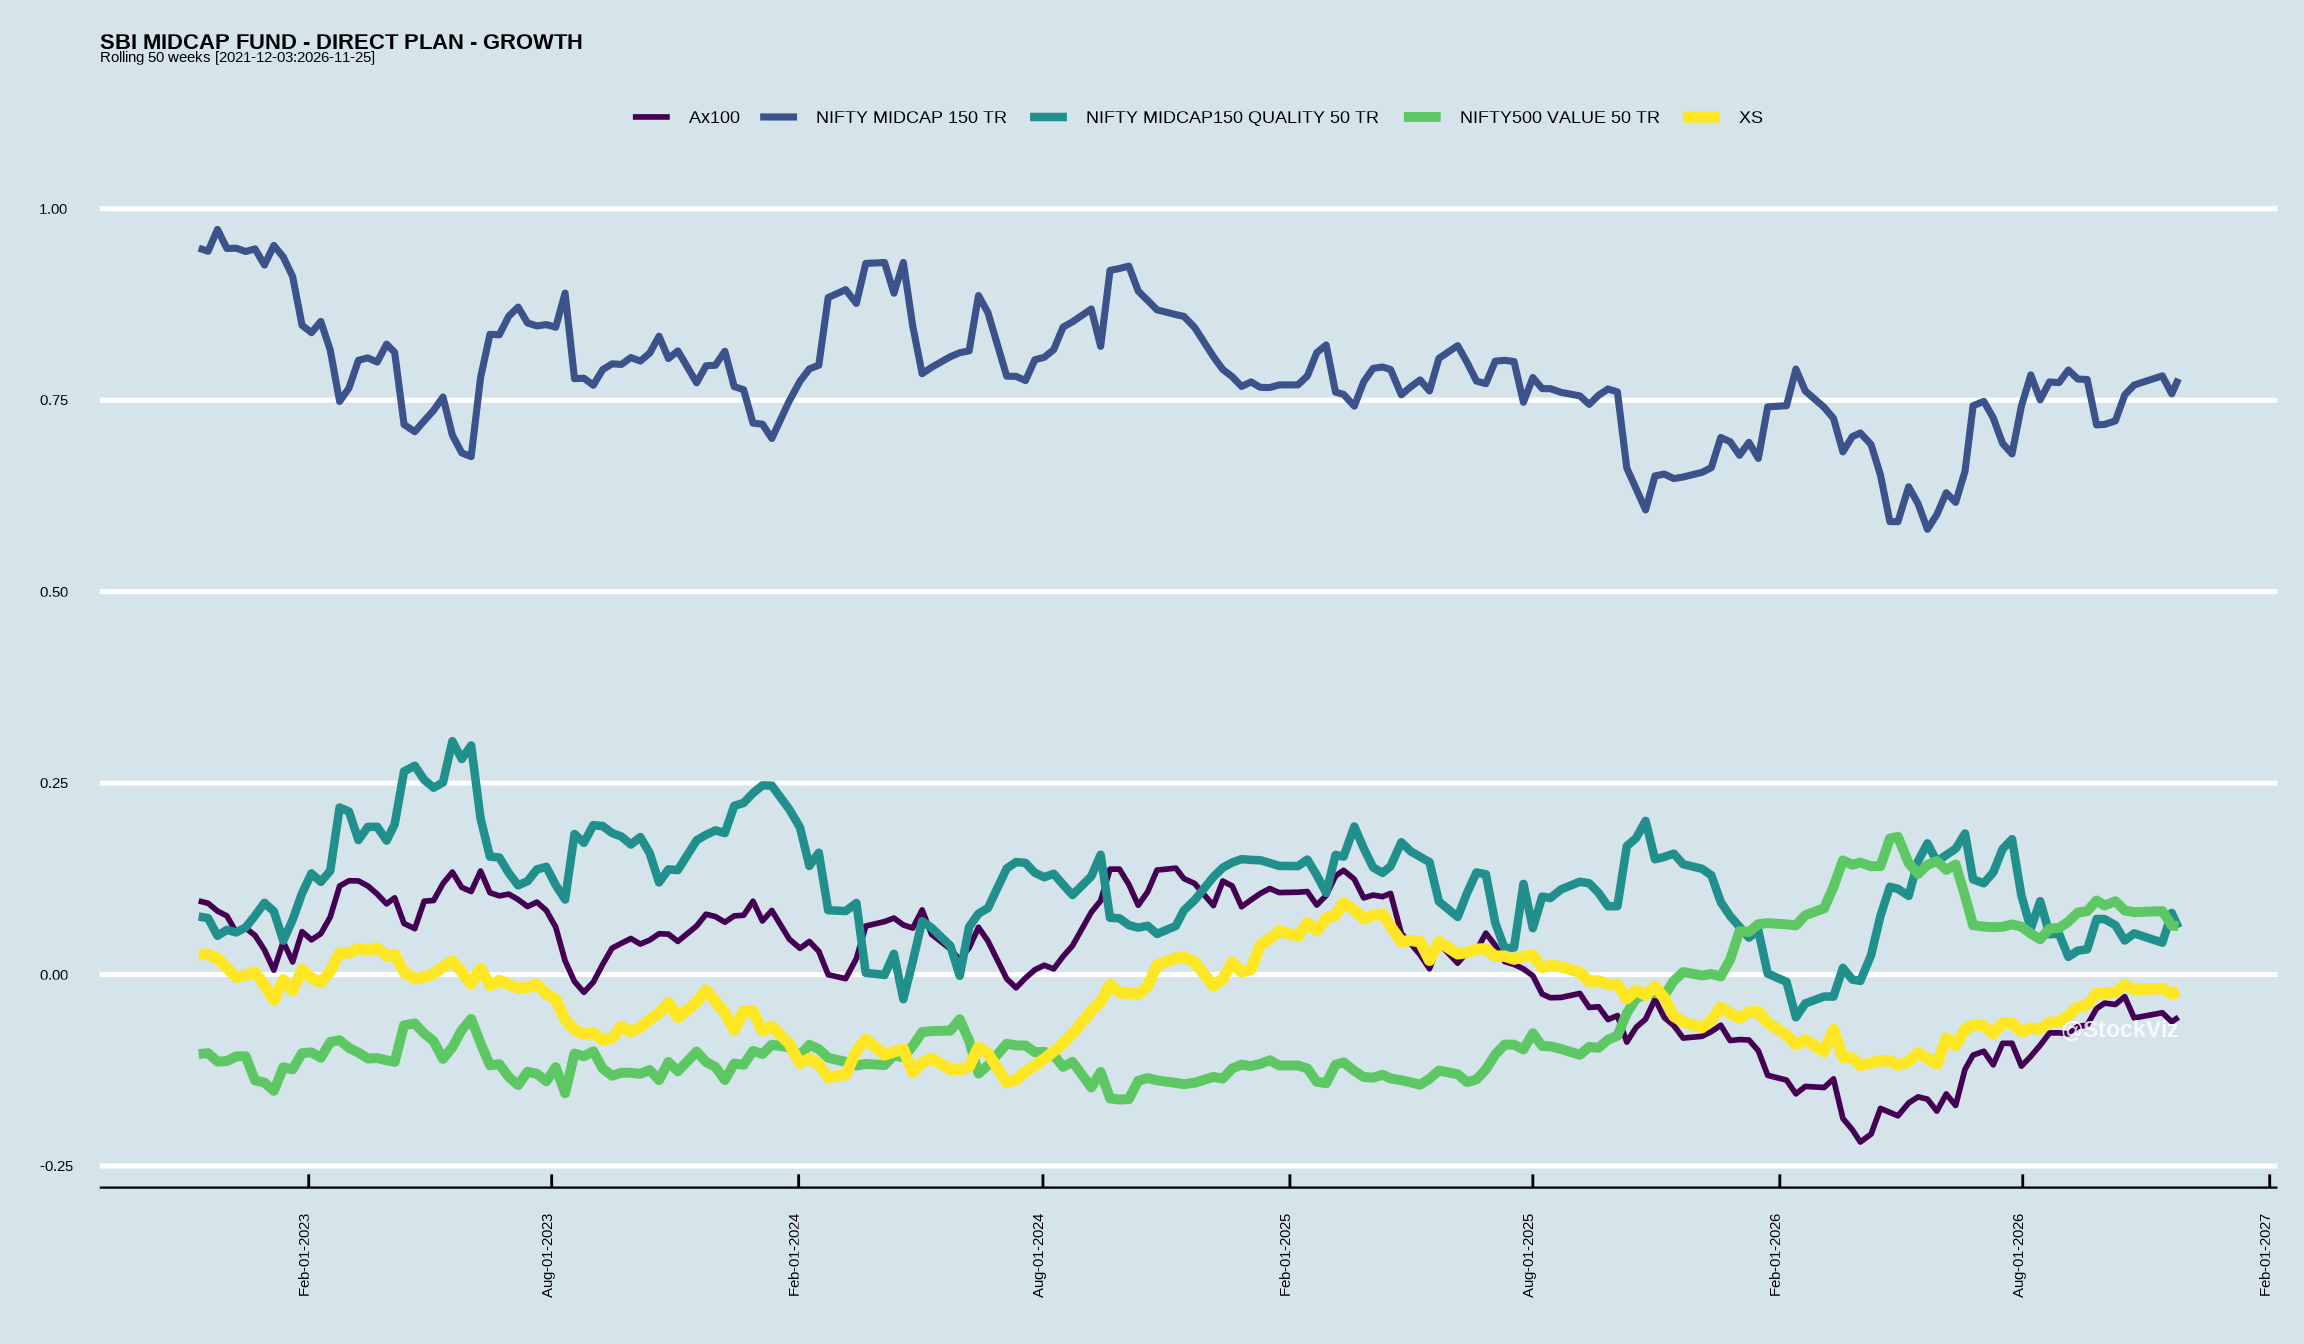 SBI MIDCAP FUND - DIRECT PLAN - GROWTH
Rolling 50 weeks [2021-12-03:2026-11-25]
Ax100 NIFTY MIDCAP 150 TR NIFTY MIDCAP150 QUALITY 50 TR NIFTY500 VALUE 50 TR XS
1.00
0.75
0.50
0.25
0.00
-0.25
@StockViz
Feb-01-2023
Aug-01-2023
Feb-01-2024
Aug-01-2024
Feb-01-2025
Aug-01-2025
Feb-01-2026
Aug-01-2026
Feb-01-2027